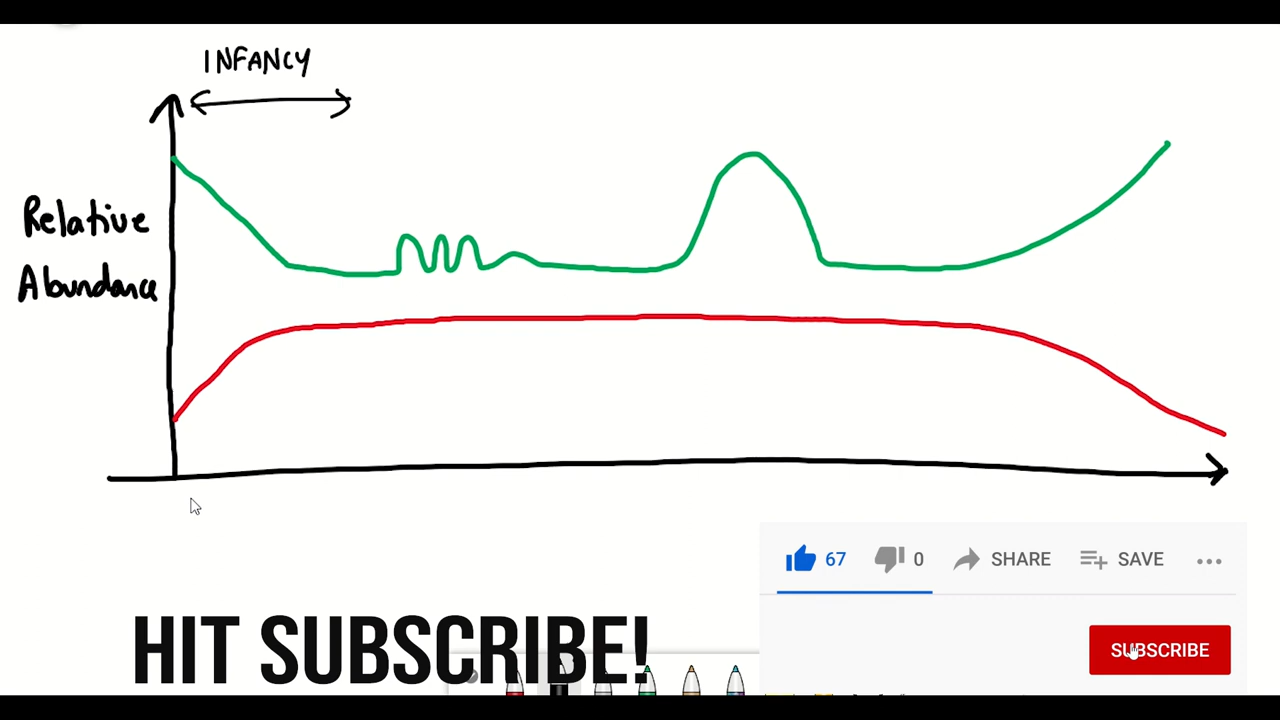 INFANCY
Relative
Abundance
67 0 SHARE SAVE
HIT SUBSCRIBE!
SUBSCRIBE